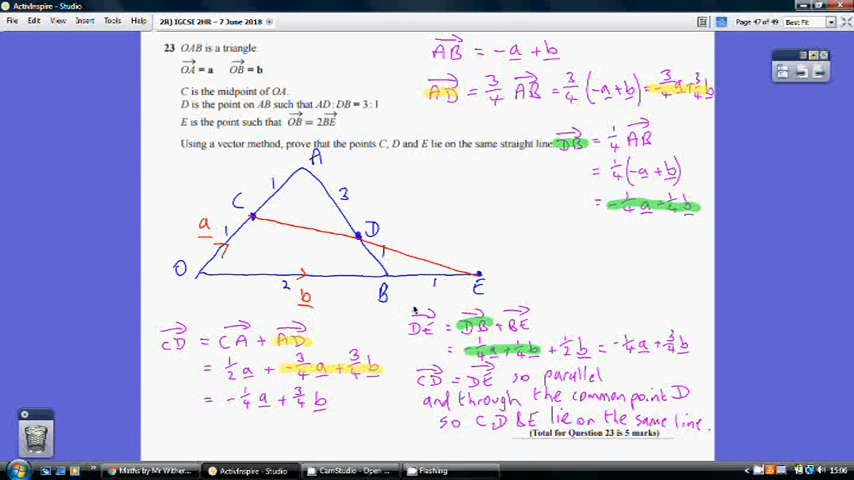 ActivInspire - Studio
File Edit View Insert Tools Help
2R) IGCSE 2HR - 7 June 2018
Page 47 of 49
Best Fit
23 OAB is a triangle.
OA = a OB = b
C is the midpoint of OA.
D is the point on AB such that AD : DB = 3 : 1
E is the point such that OB = 2BE
Using a vector method, prove that the points C, D and E lie on the same straight line
AB = -a + b
AD = 3/4 AB = 3/4 (-a + b) = -3/4 a + 3/4 b
DB = 1/4 AB
= 1/4 (-a + b)
= -1/4 a - 1/4 b
A
1
3
C
a
1
D
1
O
2
b
B
1
E
CD = CA + AD
= 1/2 a + -3/4 a + 3/4 b
= -1/4 a + 3/4 b
DE = DB + BE
= -1/4 a + 1/4 b + 1/2 b = -1/4 a + 3/4 b
CD = DE so parallel
and through the common point D
so C D B E lie on the same line.
(Total for Question 23 is 5 marks)
Maths by Mr Wither...
ActivInspire - Studio
CamStudio - Open ...
Flashing
15:06